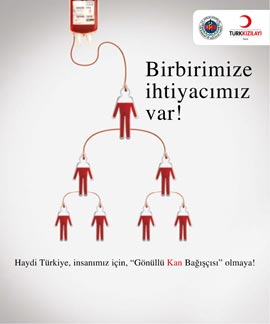 TÜRKKIZILAYI
Birbirimize
ihtiyacımız
var!
Haydi Türkiye, insanımız için, “Gönüllü Kan Bağışçısı” olmaya!